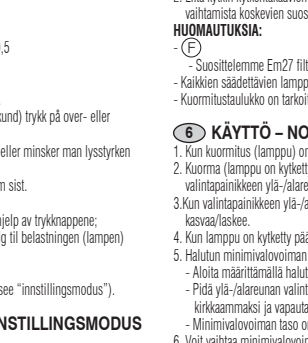 ,5
.
kund) trykk på over- eller
eller minsker man lysstyrken
m sist.
hjelp av trykknappene;
g til belastningen (lampen)
see “innstillingsmodus”).
NSTILLINGSMODUS
vaihtamista koskevien suos
HUOMAUTUKSIA:
- F
- Suosittelemme Em27 filt
- Kaikkien säädettävien lampp
- Kuormitustaulukko on tarkoit
6 KÄYTTÖ – NO
1. Kun kuormitus (lamppu) on
2. Kuorma (lamppu on kytkett
valintapainikkeen ylä-/alare
3.Kun valintapainikkeen ylä-/a
kasvaa/laskee.
4. Kun lamppu on kytketty pää
5. Halutun minimivalovoiman
- Aloita määrittämällä halut
- Pidä ylä-/alareunan valint
kirkkaammaksi ja vapauta
- Minimivalovoiman taso on
6. Voit vaihtaa minimivalovoim